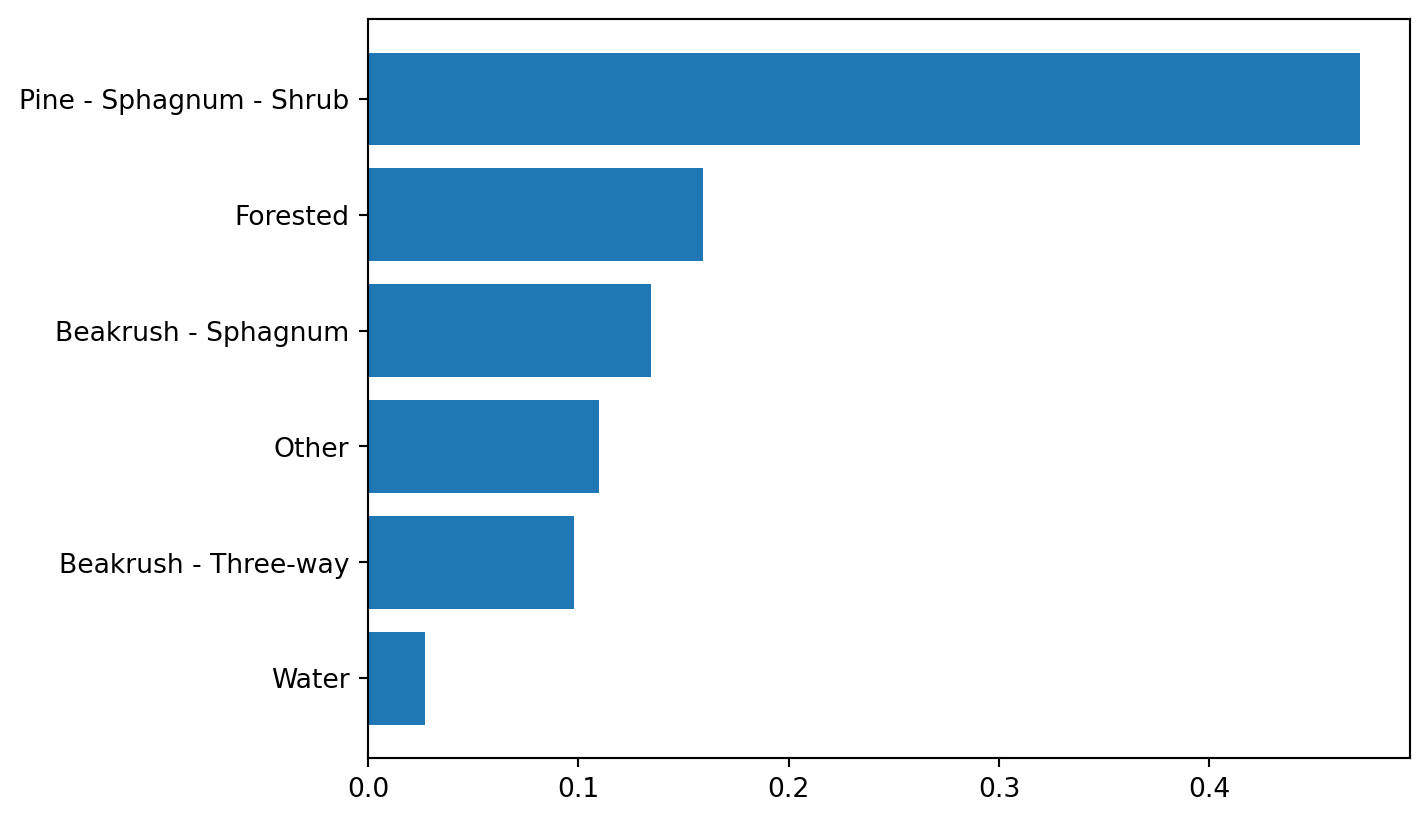 Pine - Sphagnum - Shrub
Forested
Beakrush - Sphagnum
Other
Beakrush - Three-way
Water
0.0 0.1 0.2 0.3 0.4